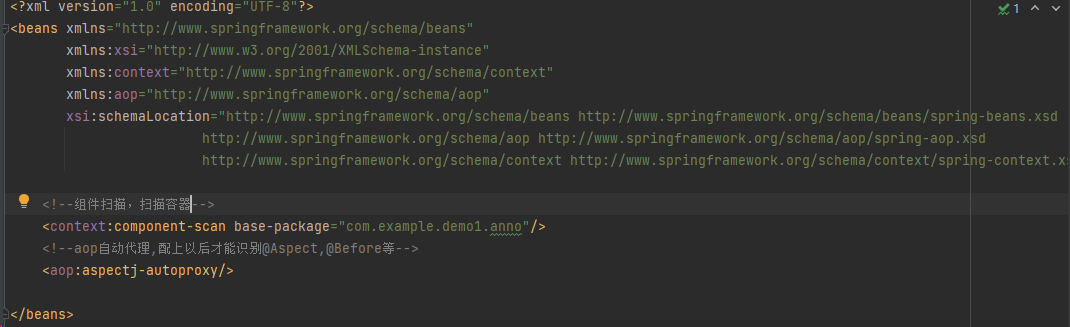 <?xml version="1.0" encoding="UTF-8"?>
1
<beans xmlns="http://www.springframework.org/schema/beans"
xmlns:xsi="http://www.w3.org/2001/XMLSchema-instance"
xmlns:context="http://www.springframework.org/schema/context"
xmlns:aop="http://www.springframework.org/schema/aop"
xsi:schemaLocation="http://www.springframework.org/schema/beans http://www.springframework.org/schema/beans/spring-beans.xsd
http://www.springframework.org/schema/aop http://www.springframework.org/schema/aop/spring-aop.xsd
http://www.springframework.org/schema/context http://www.springframework.org/schema/context/spring-context.xs
<!--组件扫描，扫描容器-->
<context:component-scan base-package="com.example.demo1.anno"/>
<!--aop自动代理,配上以后才能识别@Aspect,@Before等-->
<aop:aspectj-autoproxy/>
</beans>